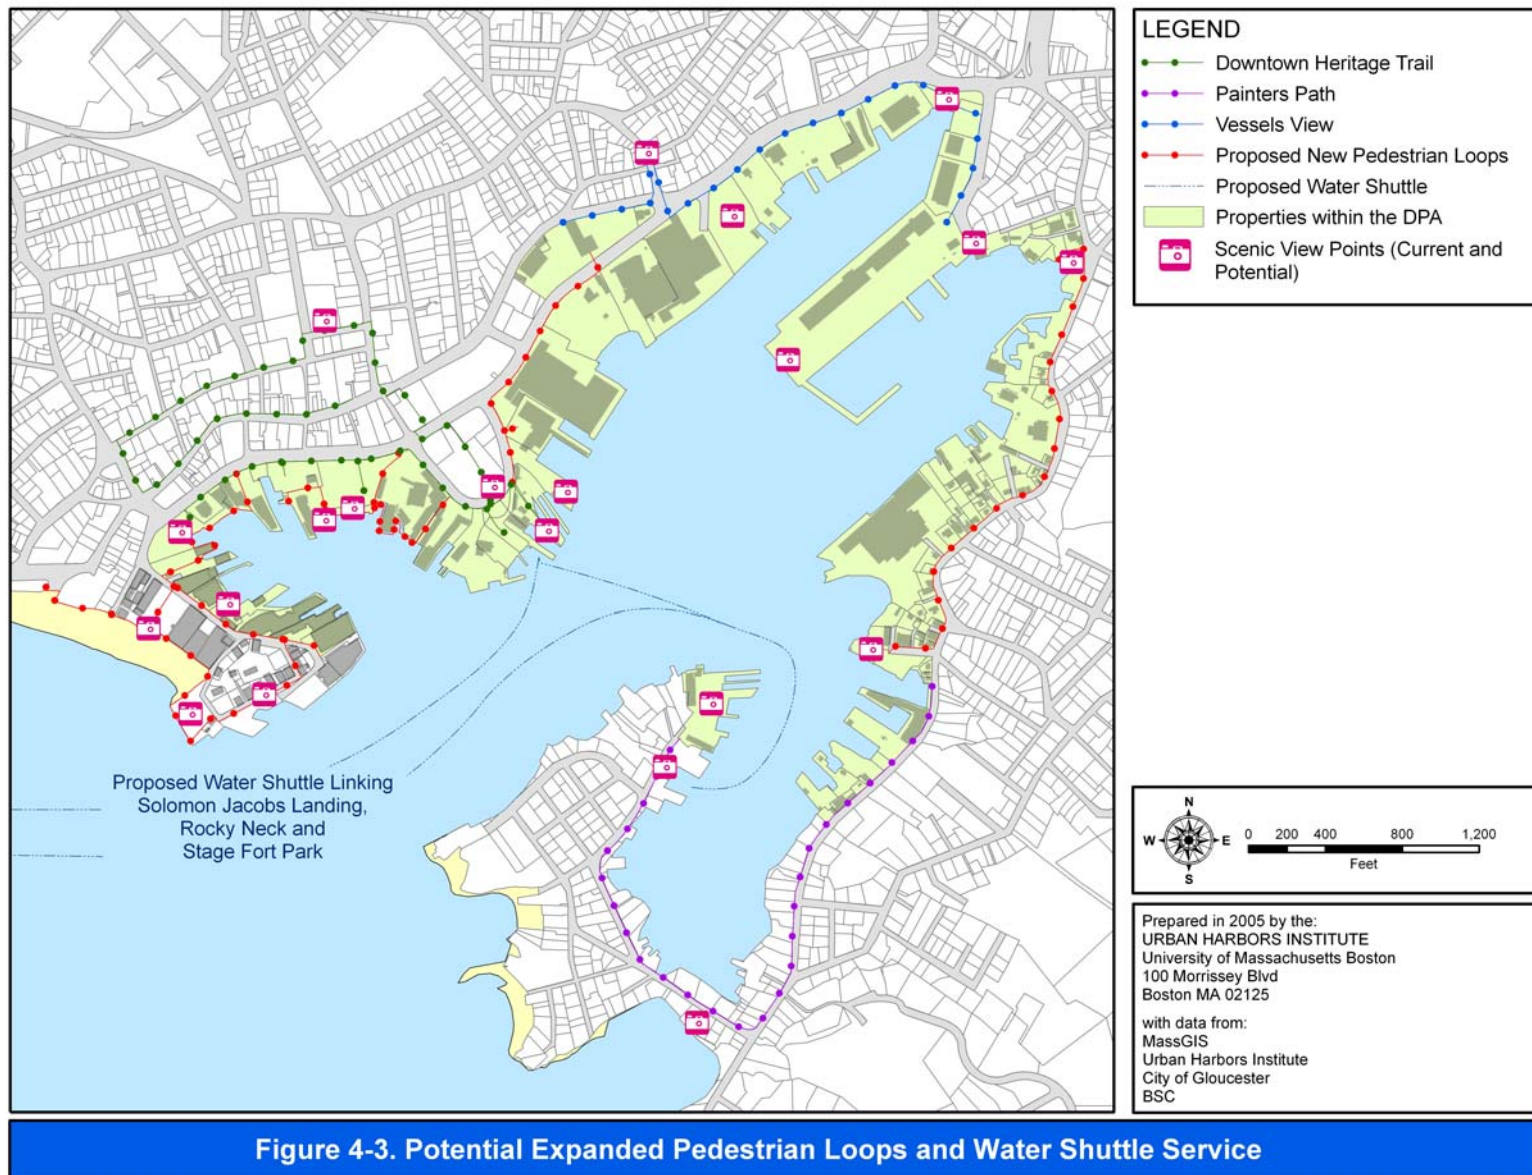 LEGEND
Downtown Heritage Trail
Painters Path
Vessels View
Proposed New Pedestrian Loops
Proposed Water Shuttle
Properties within the DPA
Scenic View Points (Current and
Potential)
Proposed Water Shuttle Linking
Solomon Jacobs Landing,
Rocky Neck and
Stage Fort Park
N
W E
S
0 200 400 800 1,200
Feet
Prepared in 2005 by the:
URBAN HARBORS INSTITUTE
University of Massachusetts Boston
100 Morrissey Blvd
Boston MA 02125
with data from:
MassGIS
Urban Harbors Institute
City of Gloucester
BSC
Figure 4-3. Potential Expanded Pedestrian Loops and Water Shuttle Service